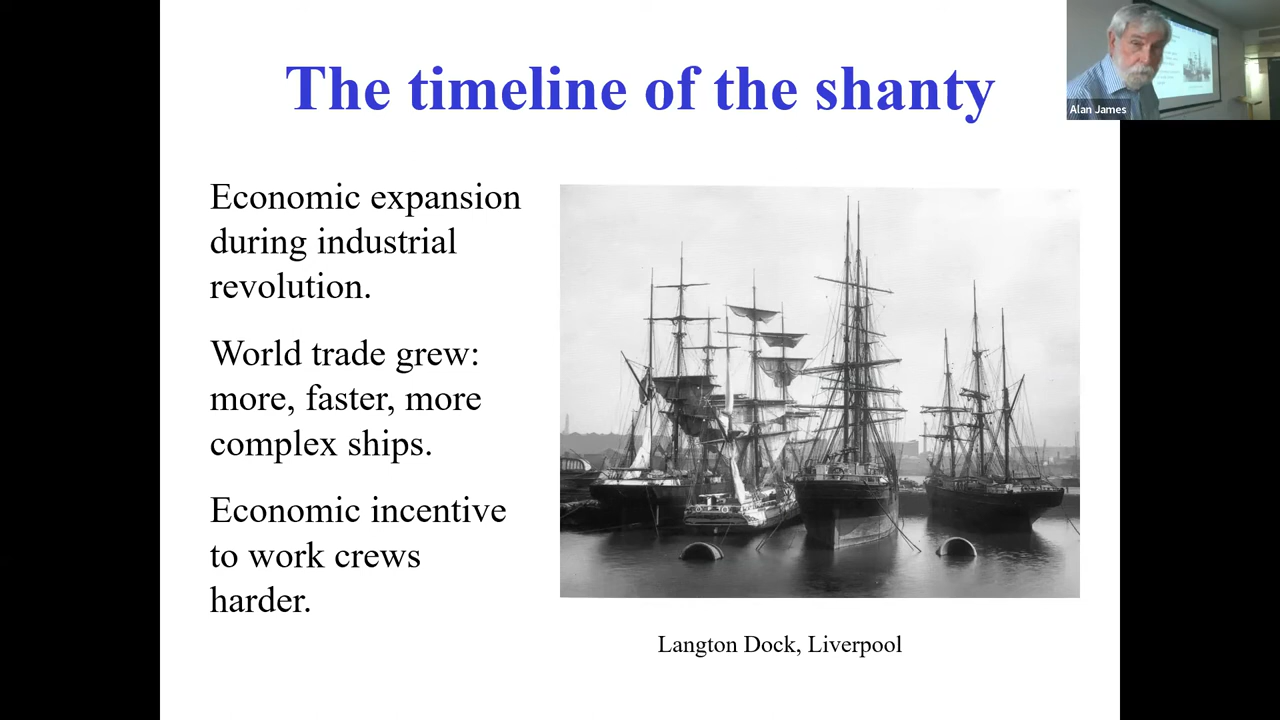 The timeline of the shanty
Alan James
Economic expansion
during industrial
revolution.
World trade grew:
more, faster, more
complex ships.
Economic incentive
to work crews
harder.
Langton Dock, Liverpool